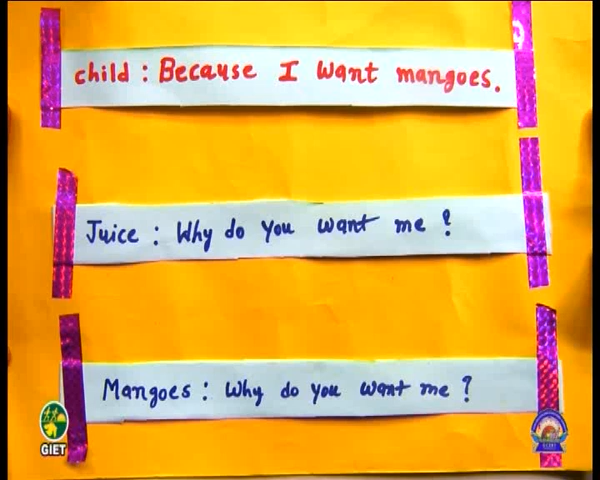 child : Because I want mangoes.
Juice : Why do you want me ?
Mangoes : Why do you want me ?
GIET